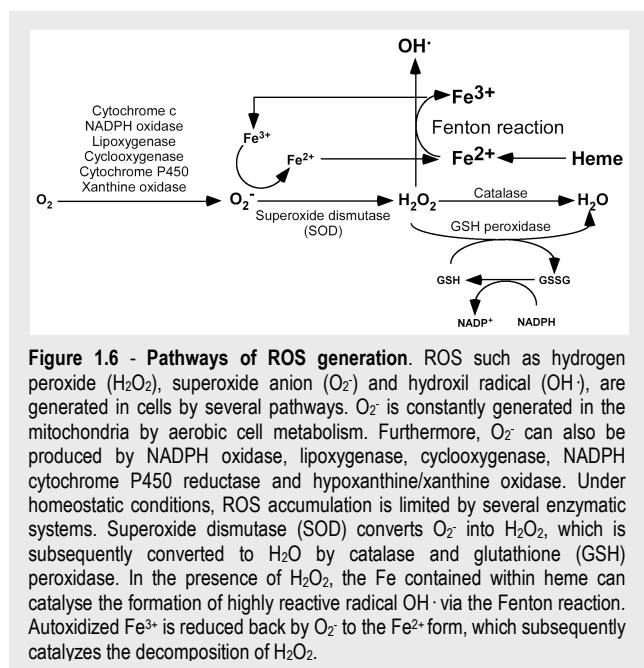 OH·
Fe3+
Cytochrome c
NADPH oxidase
Lipoxygenase
Cyclooxygenase
Cytochrome P450
Xanthine oxidase
Fe3+
Fenton reaction
Fe2+
Fe2+
Heme
O2
O2-
Superoxide dismutase
(SOD)
H2O2
Catalase
H2O
GSH peroxidase
GSH
GSSG
NADP+
NADPH
Figure 1.6 - Pathways of ROS generation. ROS such as hydrogen
peroxide (H2O2), superoxide anion (O2-) and hydroxil radical (OH·), are
generated in cells by several pathways. O2- is constantly generated in the
mitochondria by aerobic cell metabolism. Furthermore, O2- can also be
produced by NADPH oxidase, lipoxygenase, cyclooxygenase, NADPH
cytochrome P450 reductase and hypoxanthine/xanthine oxidase. Under
homeostatic conditions, ROS accumulation is limited by several enzymatic
systems. Superoxide dismutase (SOD) converts O2- into H2O2, which is
subsequently converted to H2O by catalase and glutathione (GSH)
peroxidase. In the presence of H2O2, the Fe contained within heme can
catalyse the formation of highly reactive radical OH· via the Fenton reaction.
Autoxidized Fe3+ is reduced back by O2- to the Fe2+ form, which subsequently
catalyzes the decomposition of H2O2.